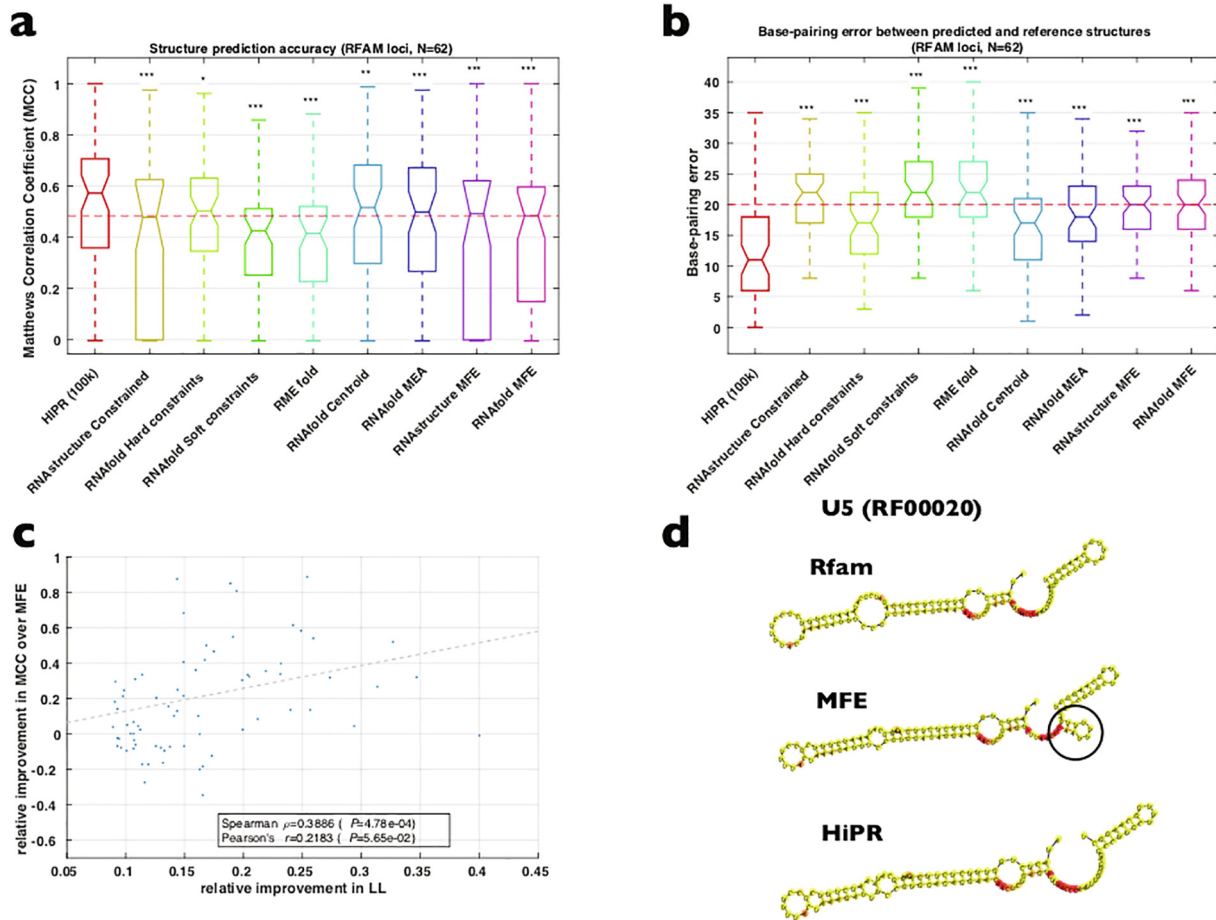 a
Structure prediction accuracy (RFAM loci, N=62)
Matthews Correlation Coefficient (MCC)
1
0.8
0.6
0.4
0.2
0
***
*
***
***
**
***
***
***
HIPR (100k)
RNAstructure Constrained
RNAfold Hard constraints
RNAfold Soft constraints
RME fold
RNAfold Centroid
RNAfold MEA
RNAstructure MFE
RNAfold MFE
b
Base-pairing error between predicted and reference structures
(RFAM loci, N=62)
Base-pairing error
40
35
30
25
20
15
10
5
0
***
***
***
***
***
***
***
***
HIPR (100k)
RNAstructure Constrained
RNAfold Hard constraints
RNAfold Soft constraints
RME fold
RNAfold Centroid
RNAfold MEA
RNAstructure MFE
RNAfold MFE
c
relative improvement in MCC over MFE
1
0.8
0.6
0.4
0.2
0
-0.2
-0.4
-0.6
Spearman ρ=0.3886 ( P=4.78e-04)
Pearson's r=0.2183 ( P=5.65e-02)
0.05 0.1 0.15 0.2 0.25 0.3 0.35 0.4 0.45
relative improvement in LL
d
U5 (RF00020)
Rfam
MFE
HiPR